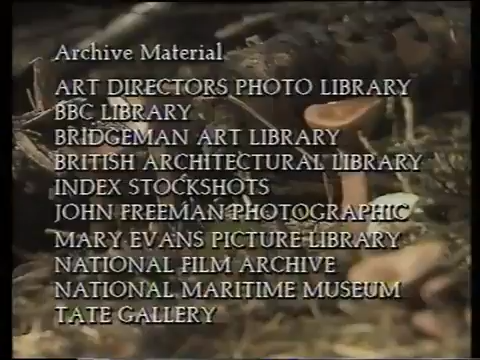 Archive Material
ART DIRECTORS PHOTO LIBRARY
BBC LIBRARY
BRIDGEMAN ART LIBRARY
BRITISH ARCHITECTURAL LIBRARY
INDEX STOCKSHOTS
JOHN FREEMAN PHOTOGRAPHIC
MARY EVANS PICTURE LIBRARY
NATIONAL FILM ARCHIVE
NATIONAL MARITIME MUSEUM
TATE GALLERY